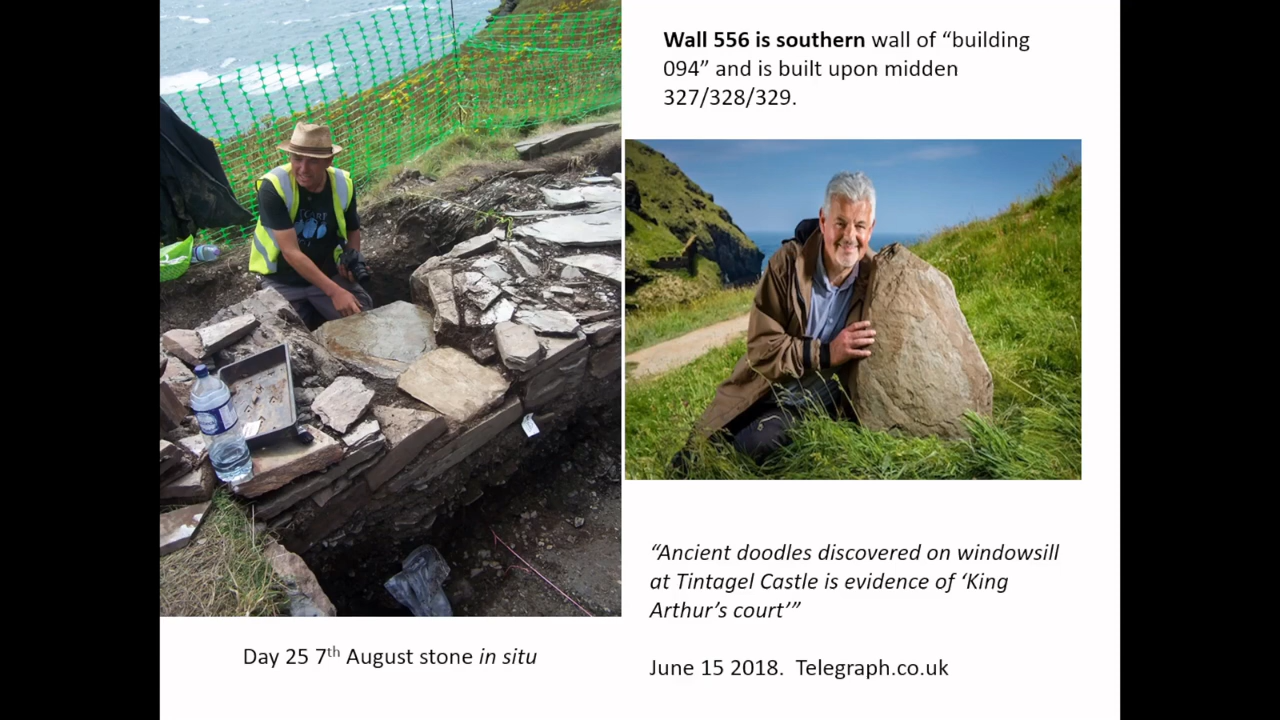 Wall 556 is southern wall of “building
094” and is built upon midden
327/328/329.
“Ancient doodles discovered on windowsill
at Tintagel Castle is evidence of ‘King
Arthur’s court’”
Day 25 7th August stone in situ
June 15 2018.  Telegraph.co.uk